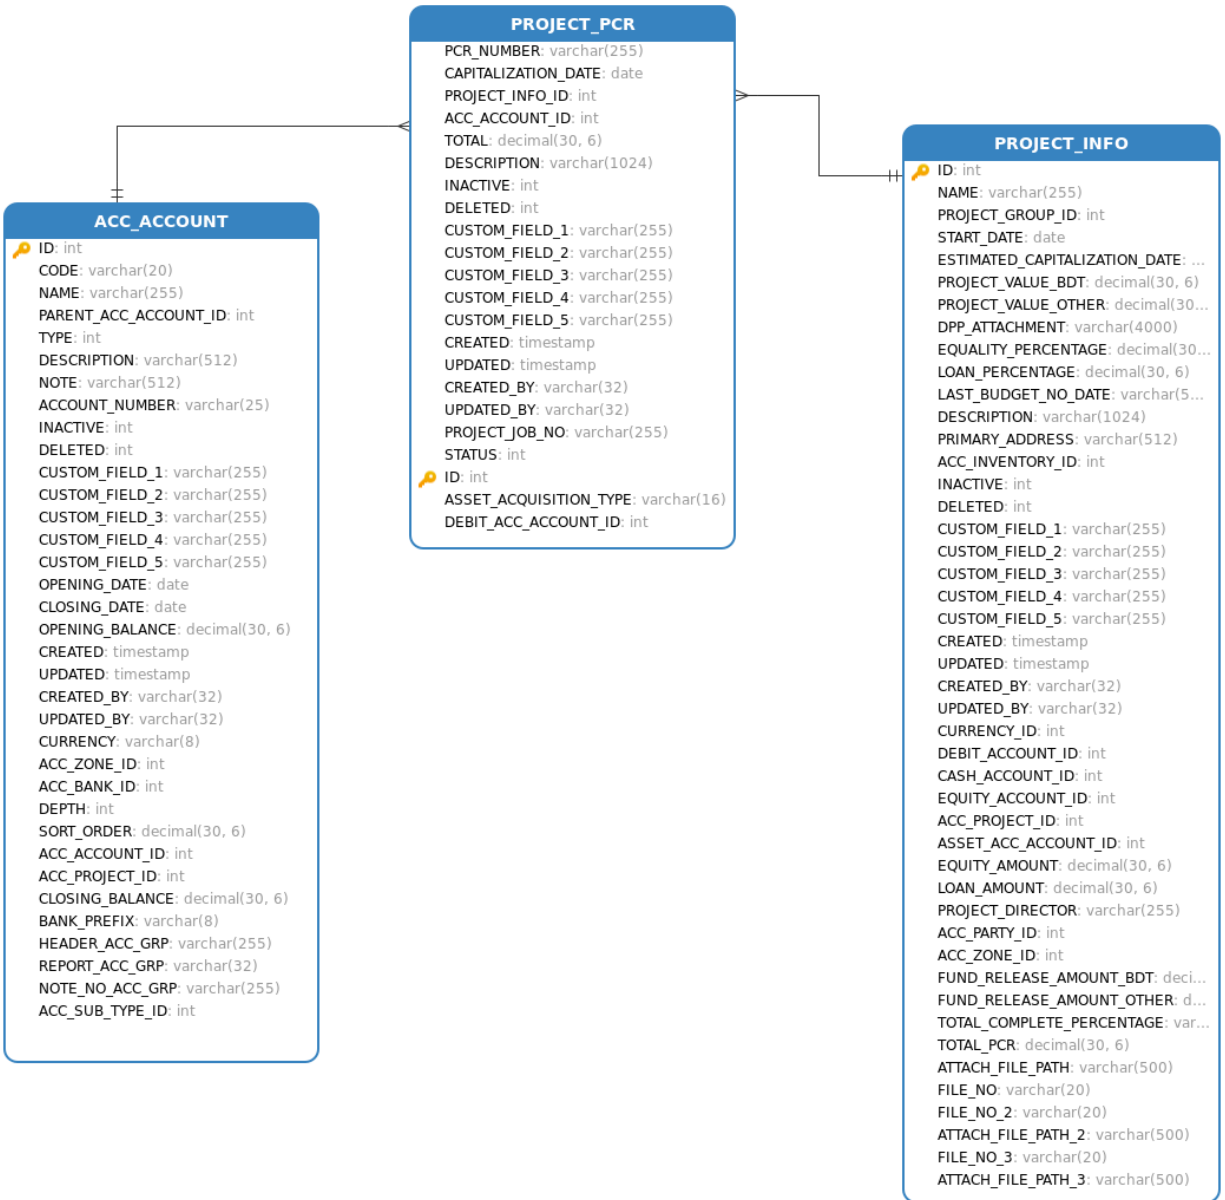 PROJECT_PCR
PCR_NUMBER: varchar(255)
CAPITALIZATION_DATE: date
PROJECT_INFO_ID: int
ACC_ACCOUNT_ID: int
TOTAL: decimal(30, 6)
DESCRIPTION: varchar(1024)
INACTIVE: int
DELETED: int
CUSTOM_FIELD_1: varchar(255)
CUSTOM_FIELD_2: varchar(255)
CUSTOM_FIELD_3: varchar(255)
CUSTOM_FIELD_4: varchar(255)
CUSTOM_FIELD_5: varchar(255)
CREATED: timestamp
UPDATED: timestamp
CREATED_BY: varchar(32)
UPDATED_BY: varchar(32)
PROJECT_JOB_NO: varchar(255)
STATUS: int
ID: int
ASSET_ACQUISITION_TYPE: varchar(16)
DEBIT_ACC_ACCOUNT_ID: int
ACC_ACCOUNT
ID: int
CODE: varchar(20)
NAME: varchar(255)
PARENT_ACC_ACCOUNT_ID: int
TYPE: int
DESCRIPTION: varchar(512)
NOTE: varchar(512)
ACCOUNT_NUMBER: varchar(25)
INACTIVE: int
DELETED: int
CUSTOM_FIELD_1: varchar(255)
CUSTOM_FIELD_2: varchar(255)
CUSTOM_FIELD_3: varchar(255)
CUSTOM_FIELD_4: varchar(255)
CUSTOM_FIELD_5: varchar(255)
OPENING_DATE: date
CLOSING_DATE: date
OPENING_BALANCE: decimal(30, 6)
CREATED: timestamp
UPDATED: timestamp
CREATED_BY: varchar(32)
UPDATED_BY: varchar(32)
CURRENCY: varchar(8)
ACC_ZONE_ID: int
ACC_BANK_ID: int
DEPTH: int
SORT_ORDER: decimal(30, 6)
ACC_ACCOUNT_ID: int
ACC_PROJECT_ID: int
CLOSING_BALANCE: decimal(30, 6)
BANK_PREFIX: varchar(8)
HEADER_ACC_GRP: varchar(255)
REPORT_ACC_GRP: varchar(32)
NOTE_NO_ACC_GRP: varchar(255)
ACC_SUB_TYPE_ID: int
PROJECT_INFO
ID: int
NAME: varchar(255)
PROJECT_GROUP_ID: int
START_DATE: date
ESTIMATED_CAPITALIZATION_DATE: ...
PROJECT_VALUE_BDT: decimal(30, 6)
PROJECT_VALUE_OTHER: decimal(30...
DPP_ATTACHMENT: varchar(4000)
EQUALITY_PERCENTAGE: decimal(30...
LOAN_PERCENTAGE: decimal(30, 6)
LAST_BUDGET_NO_DATE: varchar(5...
DESCRIPTION: varchar(1024)
PRIMARY_ADDRESS: varchar(512)
ACC_INVENTORY_ID: int
INACTIVE: int
DELETED: int
CUSTOM_FIELD_1: varchar(255)
CUSTOM_FIELD_2: varchar(255)
CUSTOM_FIELD_3: varchar(255)
CUSTOM_FIELD_4: varchar(255)
CUSTOM_FIELD_5: varchar(255)
CREATED: timestamp
UPDATED: timestamp
CREATED_BY: varchar(32)
UPDATED_BY: varchar(32)
CURRENCY_ID: int
DEBIT_ACCOUNT_ID: int
CASH_ACCOUNT_ID: int
EQUITY_ACCOUNT_ID: int
ACC_PROJECT_ID: int
ASSET_ACC_ACCOUNT_ID: int
EQUITY_AMOUNT: decimal(30, 6)
LOAN_AMOUNT: decimal(30, 6)
PROJECT_DIRECTOR: varchar(255)
ACC_PARTY_ID: int
ACC_ZONE_ID: int
FUND_RELEASE_AMOUNT_BDT: deci...
FUND_RELEASE_AMOUNT_OTHER: d...
TOTAL_COMPLETE_PERCENTAGE: var...
TOTAL_PCR: decimal(30, 6)
ATTACH_FILE_PATH: varchar(500)
FILE_NO: varchar(20)
FILE_NO_2: varchar(20)
ATTACH_FILE_PATH_2: varchar(500)
FILE_NO_3: varchar(20)
ATTACH_FILE_PATH_3: varchar(500)